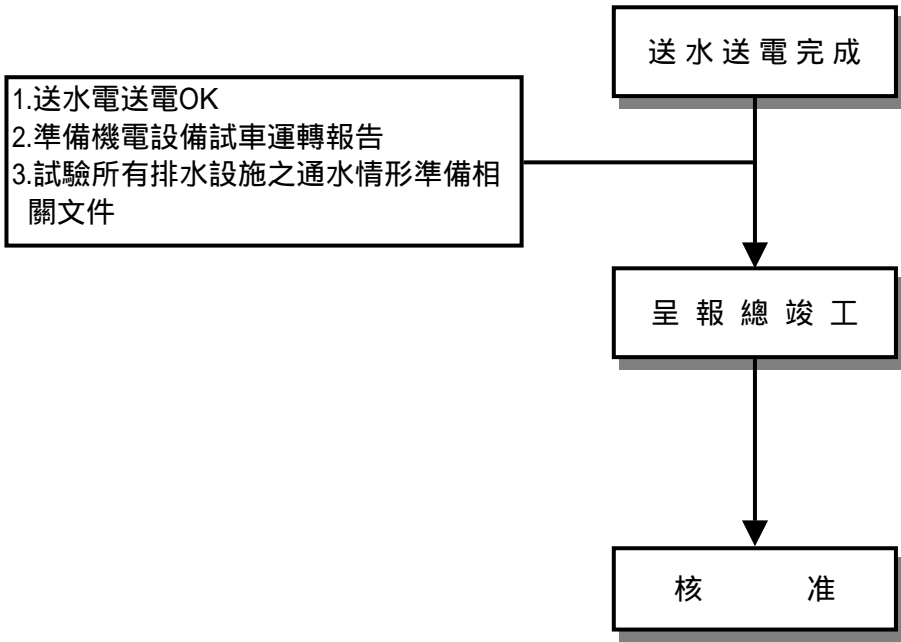 送水送電完成
1.送水電送電OK
2.準備機電設備試車運轉報告
3.試驗所有排水設施之通水情形準備相
關文件
呈報總竣工
核准